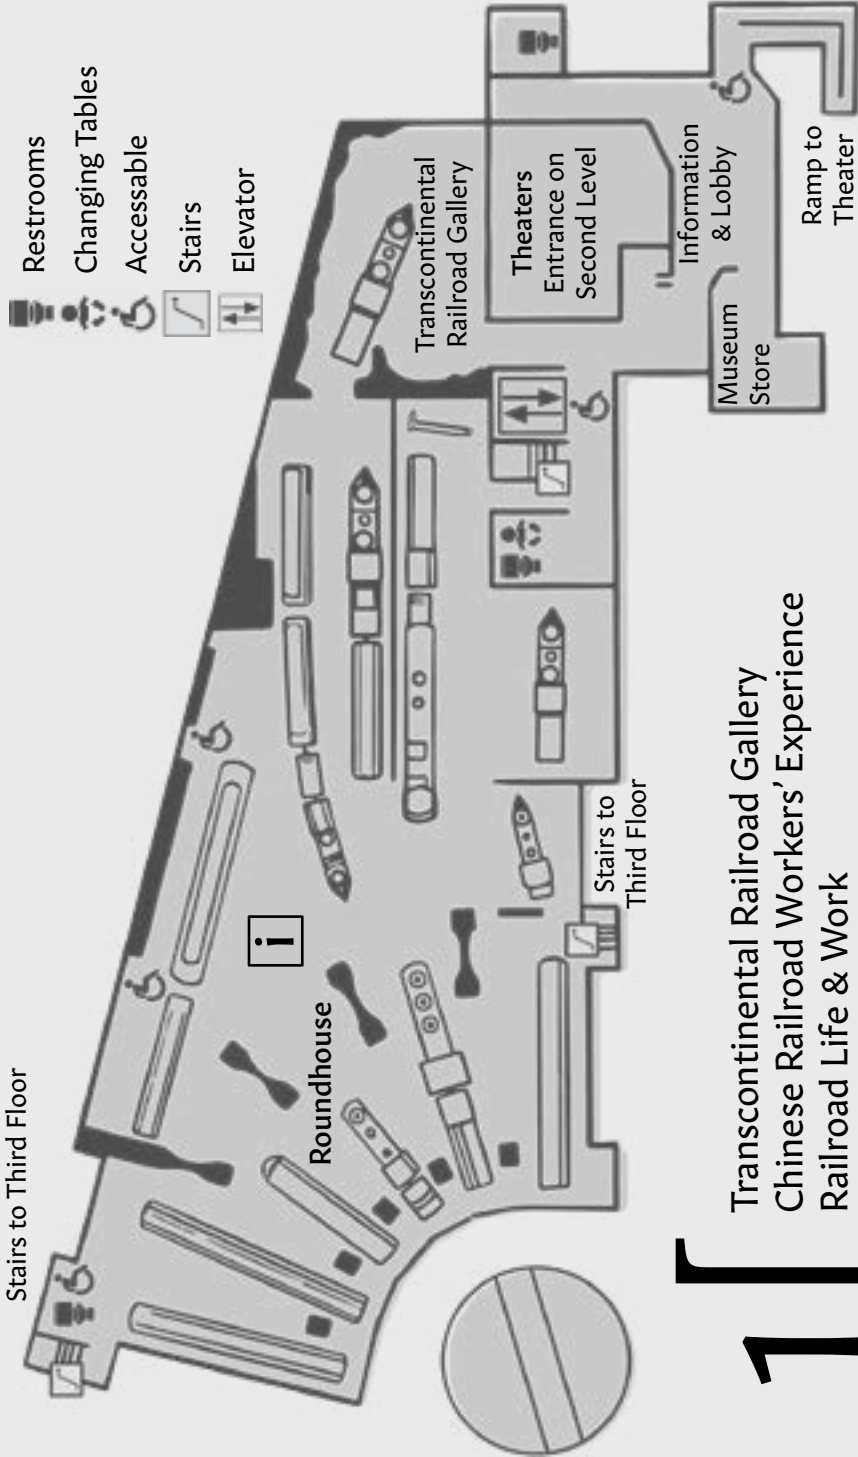 Restrooms
Changing Tables
Accessable
Stairs
Elevator
Stairs to Third Floor
Roundhouse
i
Stairs to
Third Floor
Transcontinental
Railroad Gallery
Theaters
Entrance on
Second Level
Information
& Lobby
Museum
Store
Ramp to
Theater
1
Transcontinental Railroad Gallery
Chinese Railroad Workers’ Experience
Railroad Life & Work